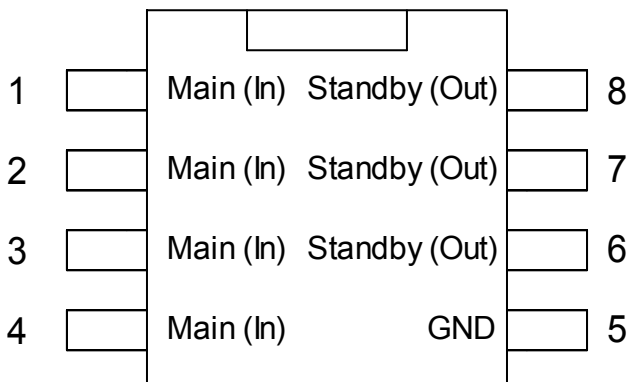 1 Main (In) Standby (Out) 8
2 Main (In) Standby (Out) 7
3 Main (In) Standby (Out) 6
4 Main (In) GND 5